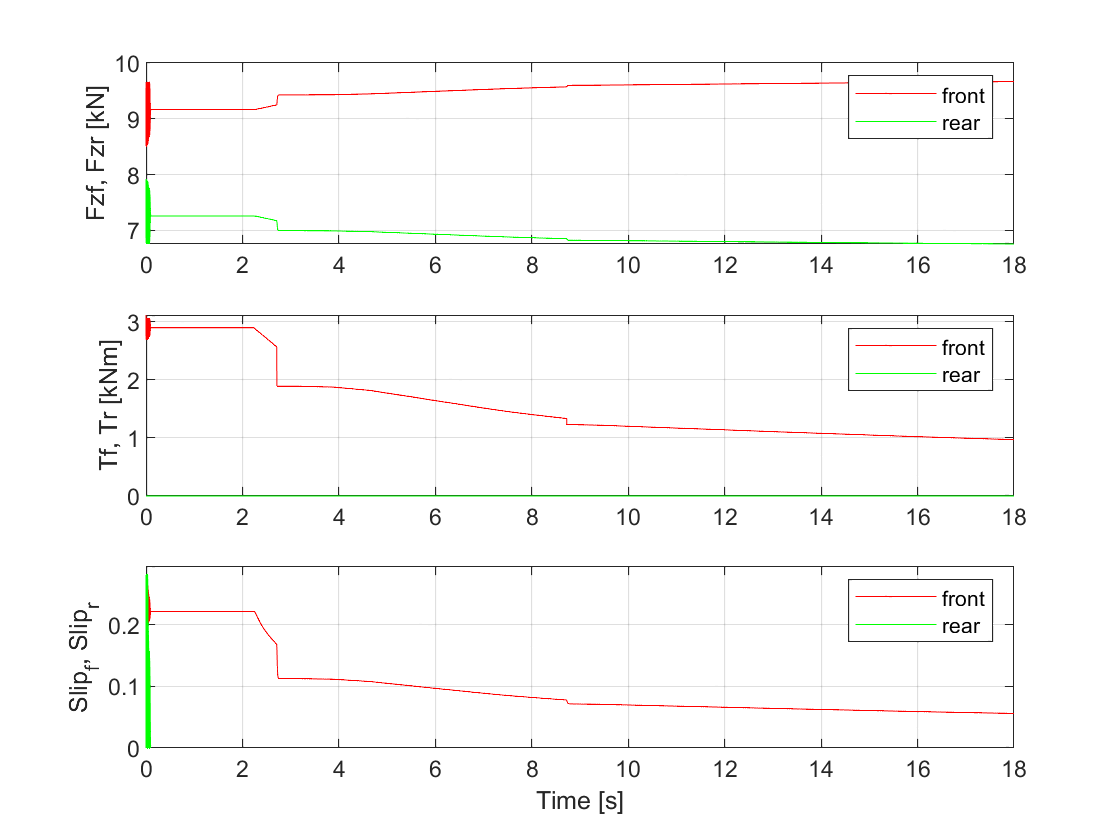 10
9
8
7
Fzf, Fzr [kN]
front
rear
0 2 4 6 8 10 12 14 16 18
3
2
1
0
Tf, Tr [kNm]
front
rear
0 2 4 6 8 10 12 14 16 18
0.2
0.1
0
Slip_f, Slip_r
front
rear
0 2 4 6 8 10 12 14 16 18
Time [s]